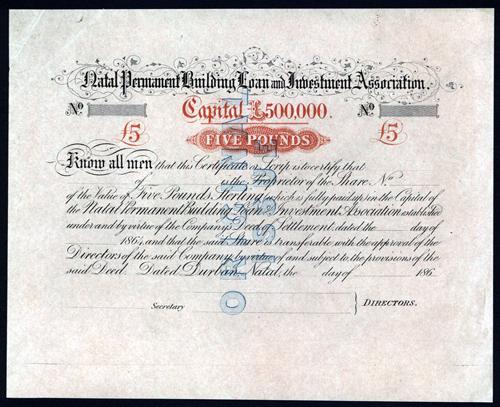 Natal Permanent Building Loan and Investment Association.
No No
Capital £500,000.
£5 £5
FIVE POUNDS
Know all men that this Certificate or Scrip is to certify that
of is the Proprietor of the Share No
of the Value of Five Pounds Sterling (which is fully paid up) in the Capital of
the Natal Permanent Building Loan & Investment Association established
under and by virtue of the Company's Deed of Settlement, dated the day of
186 , and that the said Share is transferable with the approval of the
Directors of the said Company by virtue of and subject to the provisions of the
said Deed. Dated Durban, Natal, the day of 186 .
Secretary
DIRECTORS.
ORIGINAL
ISSUE